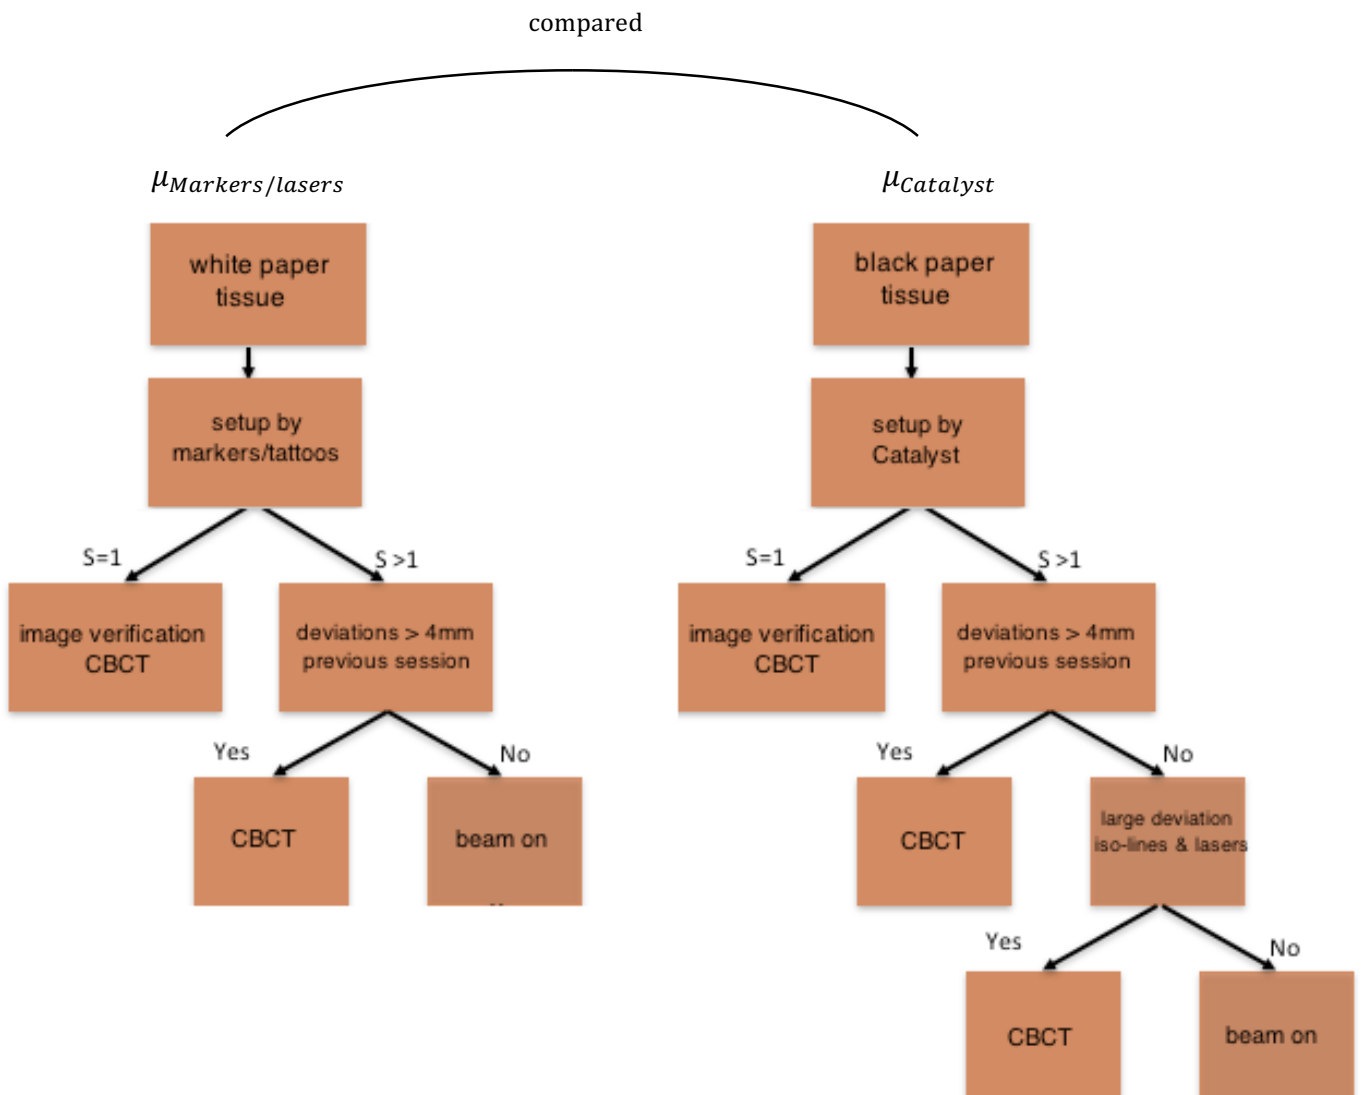 compared
μMarkers/lasers
μCatalyst
white paper
tissue
black paper
tissue
setup by
markers/tattoos
setup by
Catalyst
S=1
S >1
S=1
S >1
image verification
CBCT
deviations > 4mm
previous session
image verification
CBCT
deviations > 4mm
previous session
Yes
No
Yes
No
CBCT
beam on
CBCT
large deviation
iso-lines & lasers
Yes
No
CBCT
beam on